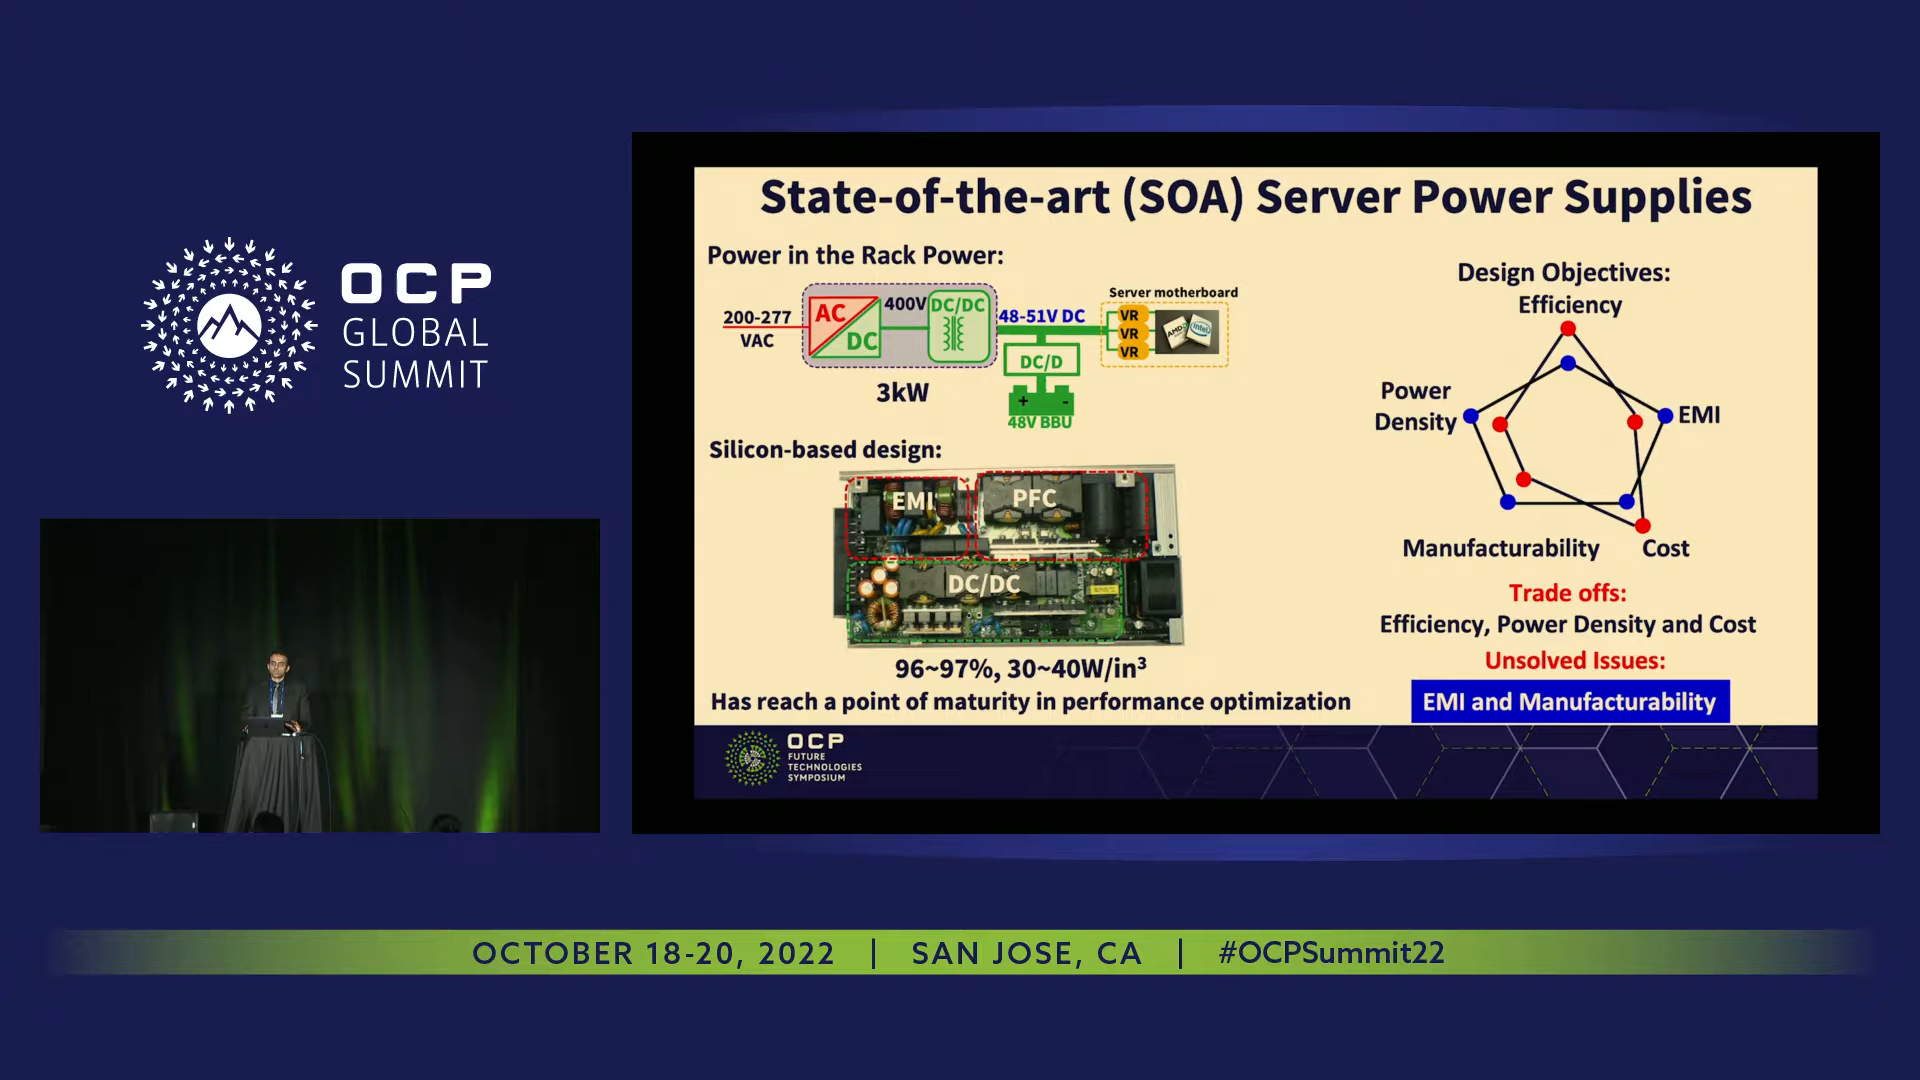 OCP
GLOBAL
SUMMIT
State-of-the-art (SOA) Server Power Supplies
Power in the Rack Power:
200-277
VAC
AC
DC
400V
DC/DC
3kW
48-51V DC
DC/D
+ -
48V BBU
Server motherboard
VR
VR
VR
AMD
intel
Silicon-based design:
EMI
PFC
DC/DC
96~97%, 30~40W/in³
Has reach a point of maturity in performance optimization
Design Objectives:
Efficiency
Power
Density
EMI
Manufacturability
Cost
Trade offs:
Efficiency, Power Density and Cost
Unsolved Issues:
EMI and Manufacturability
OCP
FUTURE
TECHNOLOGIES
SYMPOSIUM
OCTOBER 18-20, 2022 | SAN JOSE, CA | #OCPSummit22